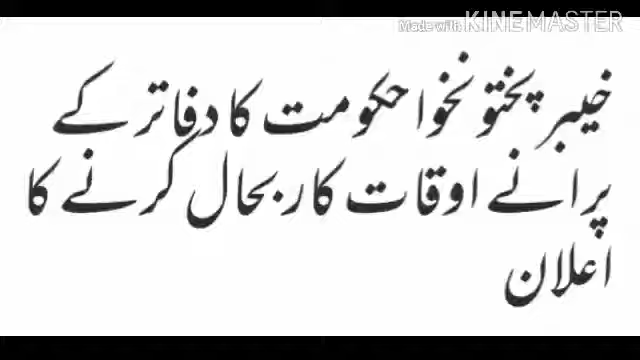 Made with KINEMASTER
خیبر پختونخوا حکومت کا دفاتر کے
پرانے اوقات کار بحال کرنے کا
اعلان